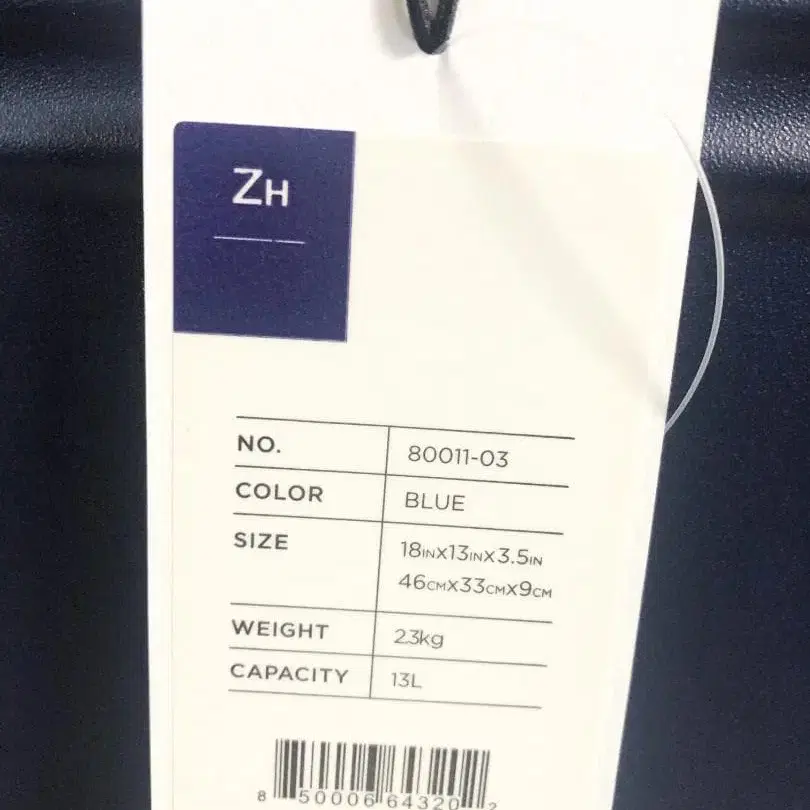 ZH
NO. 80011-03
COLOR BLUE
SIZE 18INX13INX3.5IN
46CMX33CMX9CM
WEIGHT 2.3kg
CAPACITY 13L
8 50006 64320 2